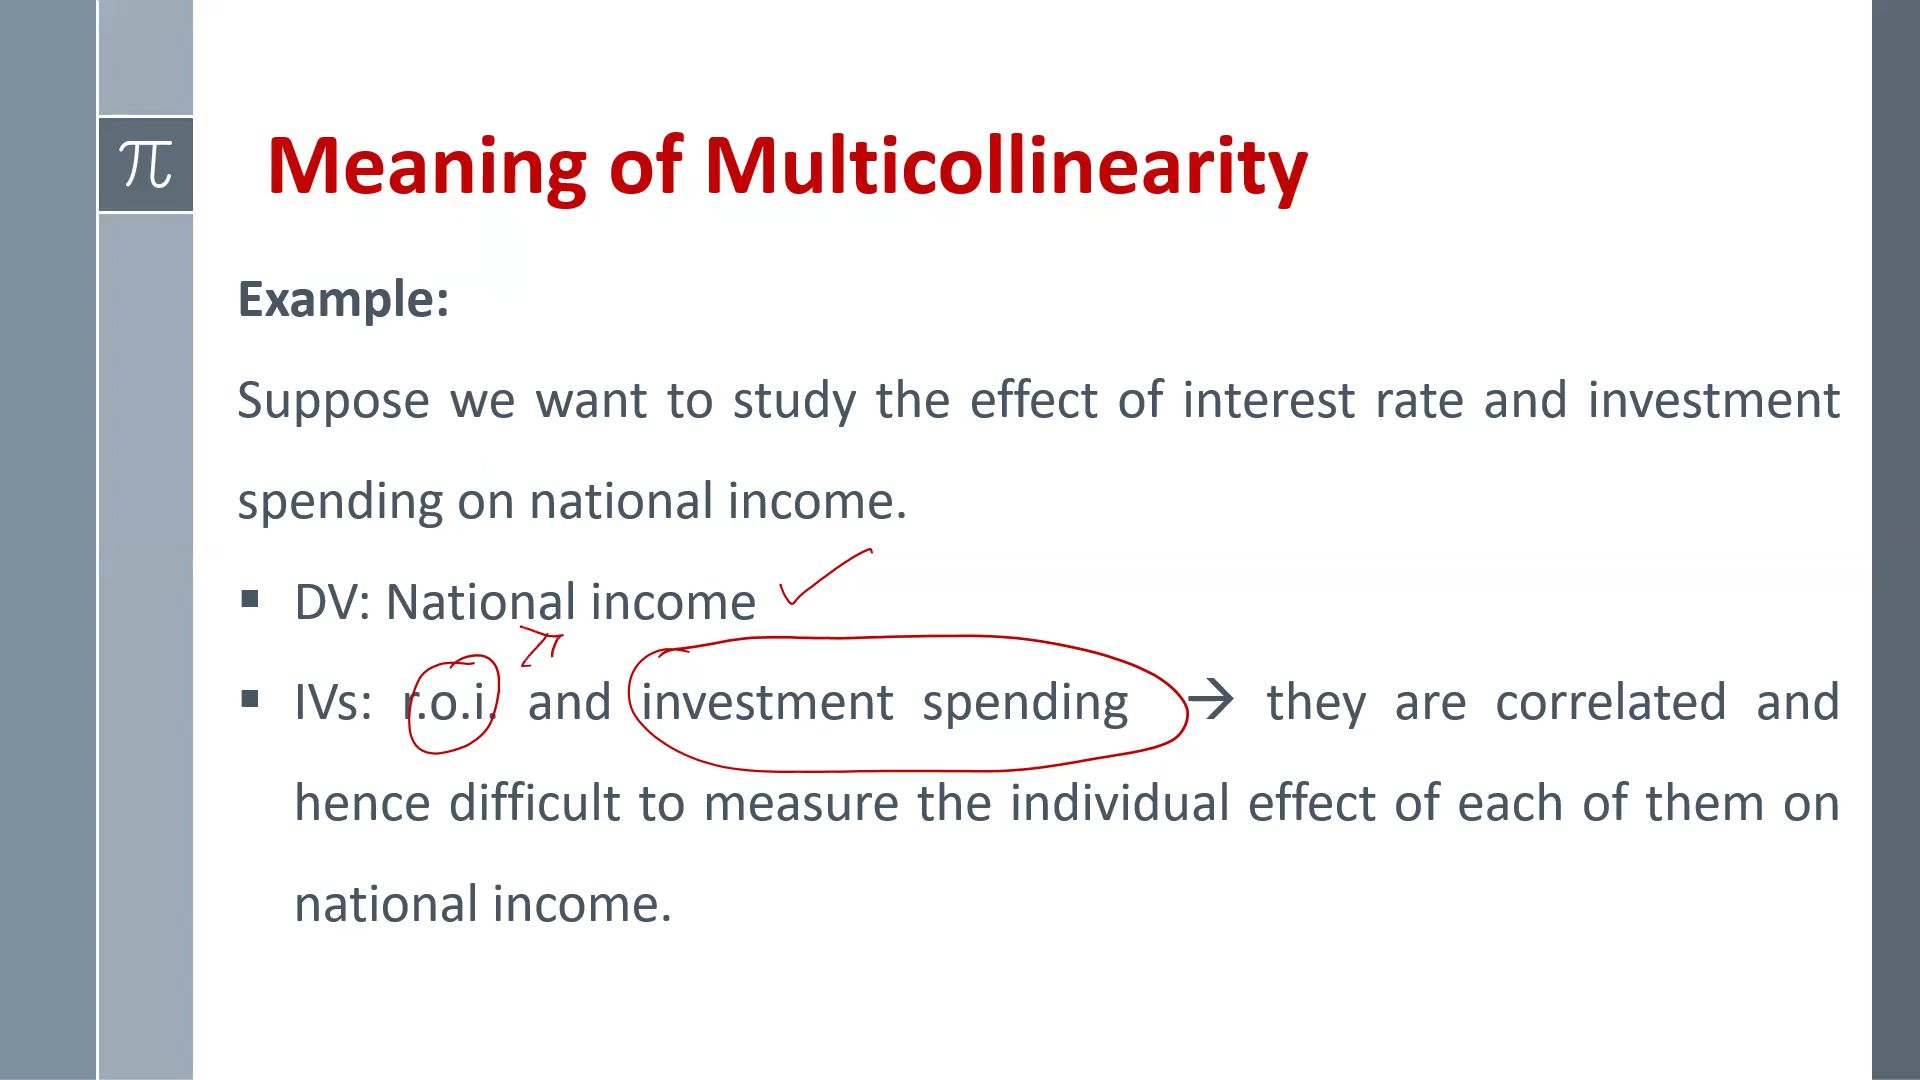 π
Meaning of Multicollinearity
Example:
Suppose we want to study the effect of interest rate and investment
spending on national income.
▪ DV: National income
▪ IVs: r.o.i. and investment spending → they are correlated and
hence difficult to measure the individual effect of each of them on
national income.